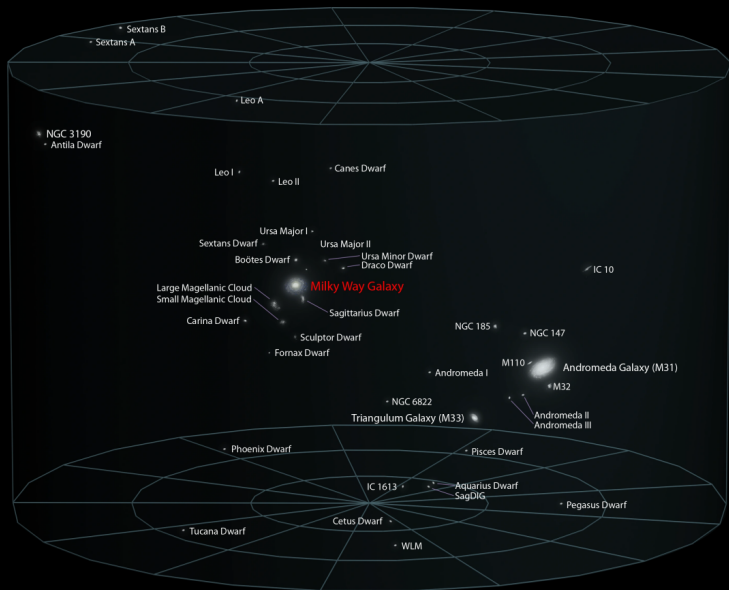 Sextans B
Sextans A
Leo A
NGC 3190
Antila Dwarf
Leo I
Leo II
Canes Dwarf
Ursa Major I
Sextans Dwarf
Ursa Major II
Boötes Dwarf
Ursa Minor Dwarf
Draco Dwarf
IC 10
Large Magellanic Cloud
Milky Way Galaxy
Small Magellanic Cloud
Sagittarius Dwarf
Carina Dwarf
NGC 185
NGC 147
Sculptor Dwarf
Fornax Dwarf
M110
Andromeda Galaxy (M31)
Andromeda I
M32
NGC 6822
Triangulum Galaxy (M33)
Andromeda II
Andromeda III
Phoenix Dwarf
Pisces Dwarf
IC 1613
Aquarius Dwarf
SagDIG
Pegasus Dwarf
Cetus Dwarf
Tucana Dwarf
WLM